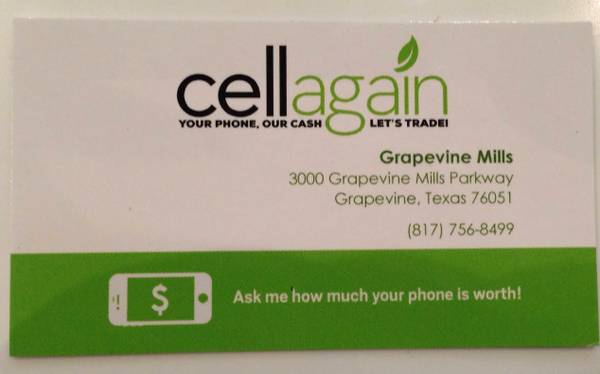 cellagain
YOUR PHONE, OUR CASH LET'S TRADE!
Grapevine Mills
3000 Grapevine Mills Parkway
Grapevine, Texas 76051
(817) 756-8499
$
Ask me how much your phone is worth!